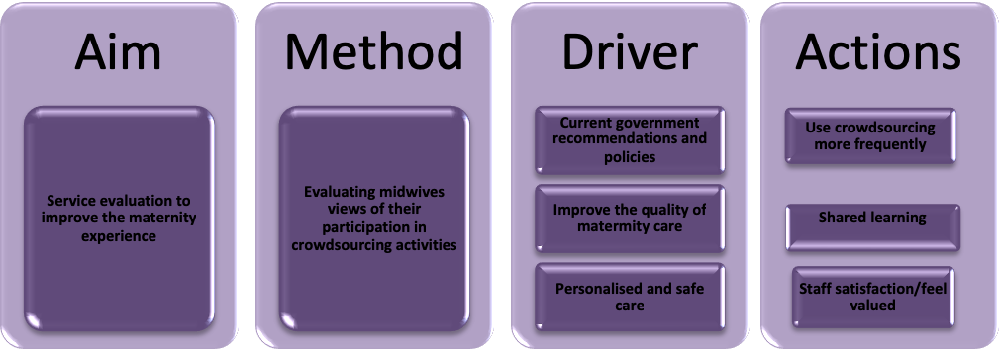 Aim
Service evaluation to
improve the maternity
experience
Method
Evaluating midwives
views of their
participation in
crowdsourcing activities
Driver
Current government
recommendations and
policies
Improve the quality of
matermity care
Personalised and safe
care
Actions
Use crowdsourcing
more frequently
Shared learning
Staff satisfaction/feel
valued